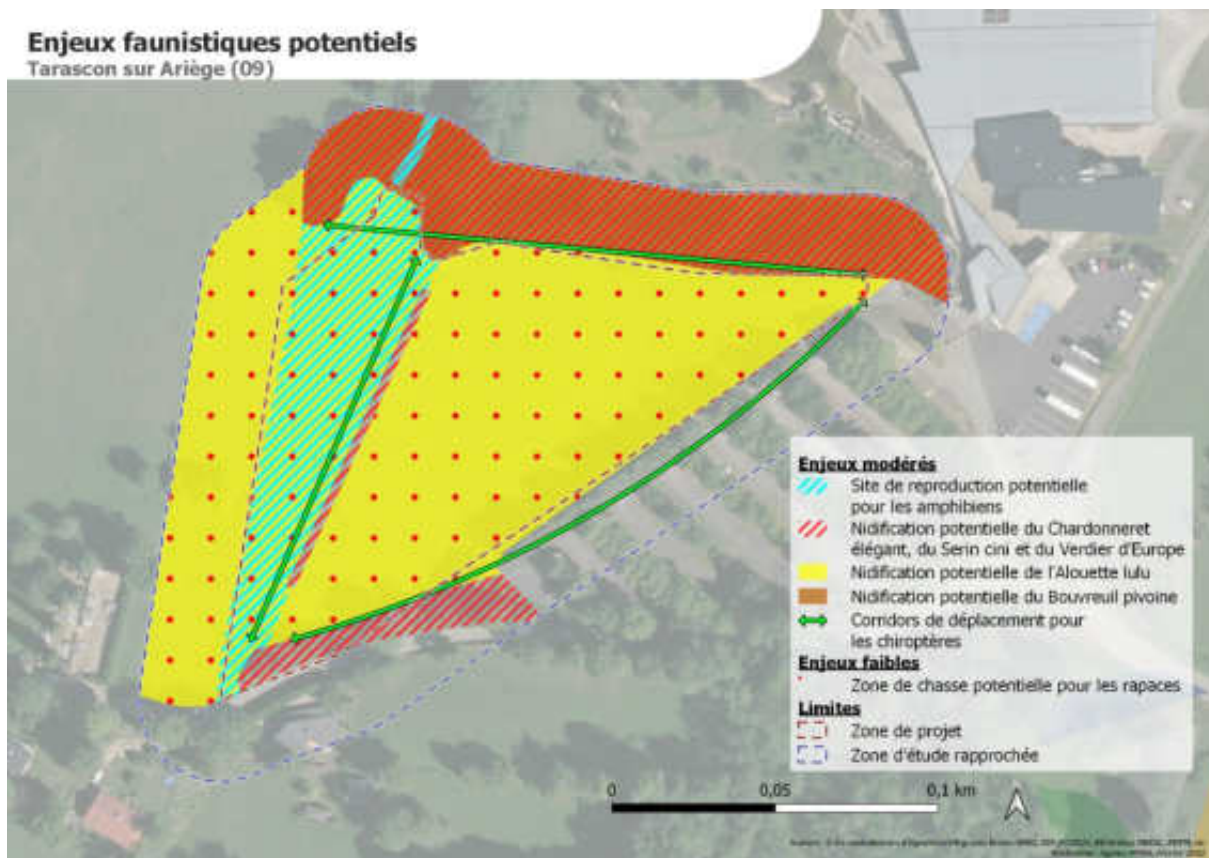 Enjeux faunistiques potentiels
Tarascon sur Ariège (09)
Enjeux modérés
Site de reproduction potentielle
pour les amphibiens
Nidification potentielle du Chardonneret
élégant, du Serin cini et du Verdier d'Europe
Nidification potentielle de l'Alouette lulu
Nidification potentielle du Bouvreuil pivoine
Corridors de déplacement pour
les chiroptères
Enjeux faibles
Zone de chasse potentielle pour les rapaces
Limites
Zone de projet
Zone d'étude rapprochée
0 0,05 0,1 km